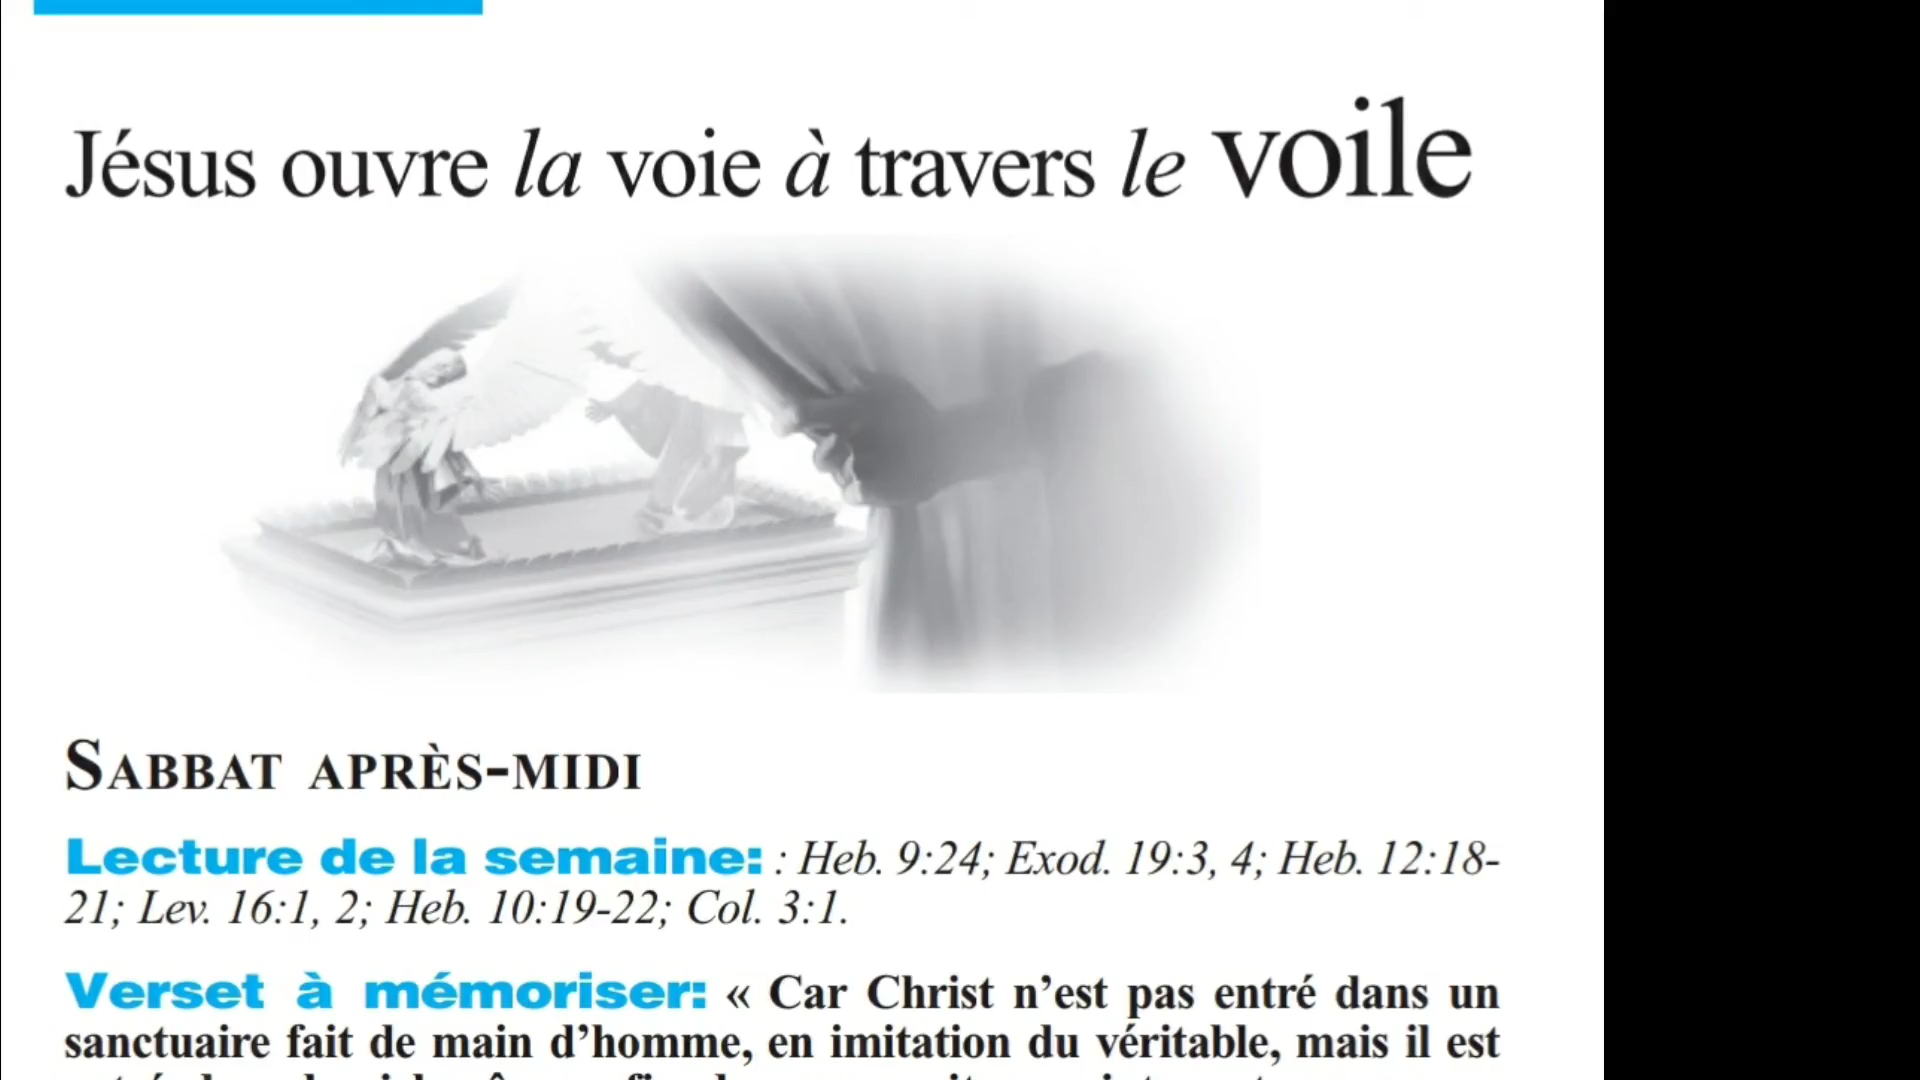 Jésus ouvre la voie à travers le voile
SABBAT APRÈS-MIDI
Lecture de la semaine: : Heb. 9:24; Exod. 19:3, 4; Heb. 12:18-
21; Lev. 16:1, 2; Heb. 10:19-22; Col. 3:1.
Verset à mémoriser: « Car Christ n’est pas entré dans un
sanctuaire fait de main d’homme, en imitation du véritable, mais il est